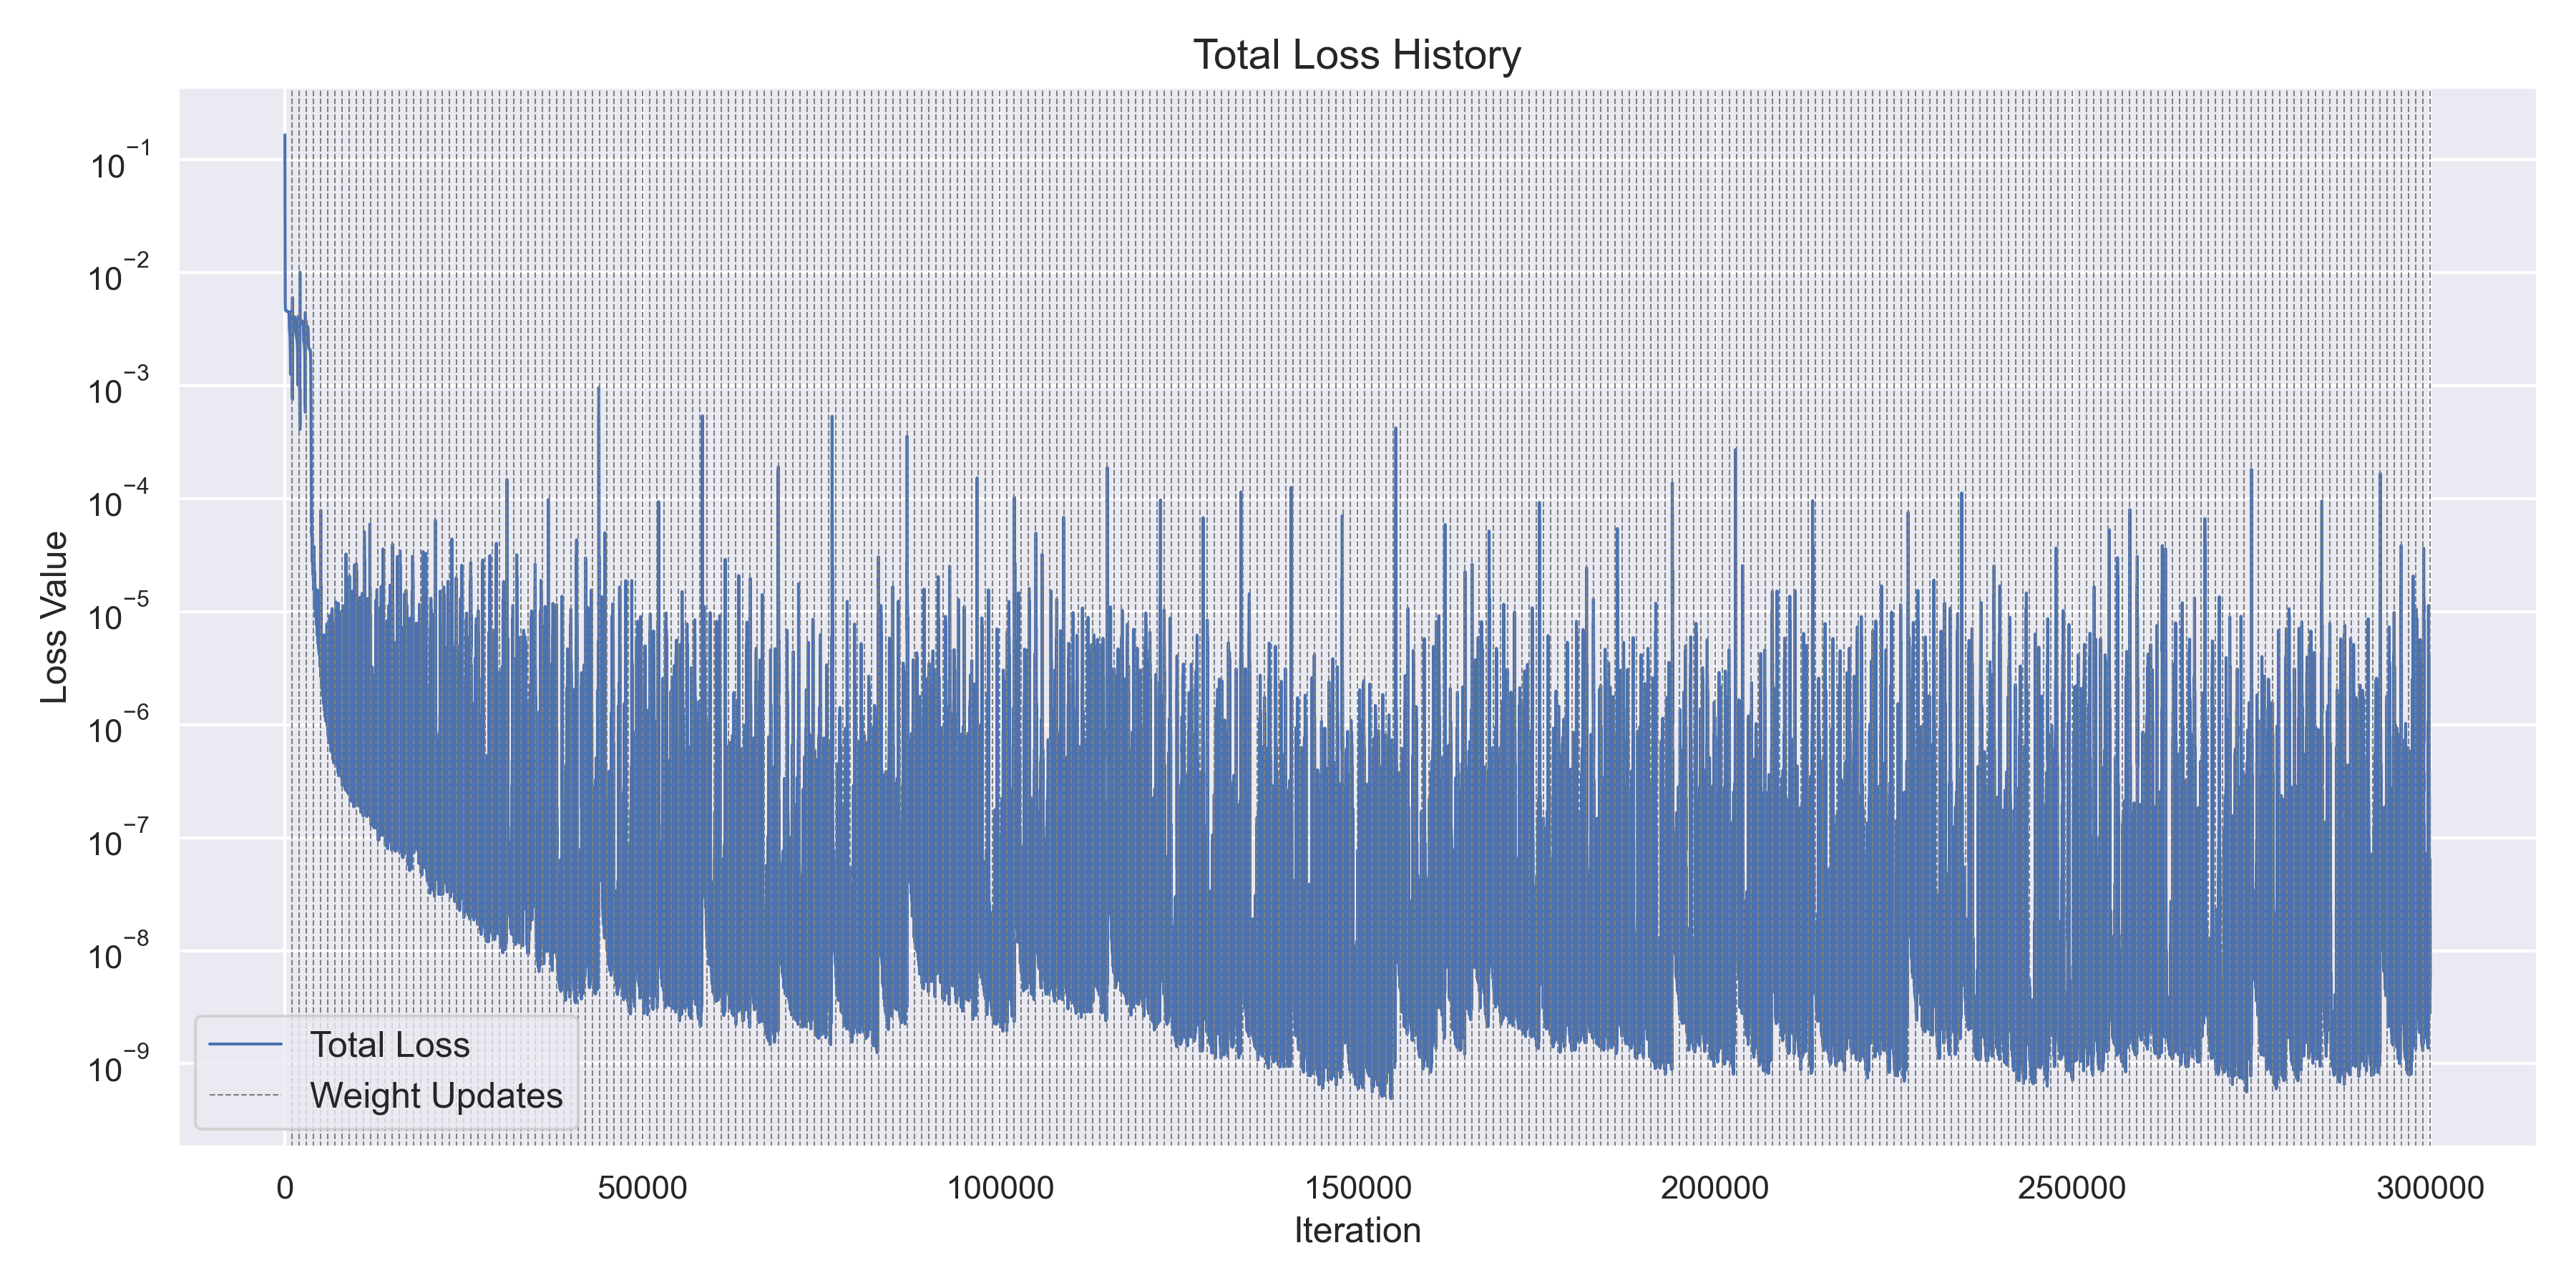 Total Loss History
Loss Value
10⁻¹
10⁻²
10⁻³
10⁻⁴
10⁻⁵
10⁻⁶
10⁻⁷
10⁻⁸
10⁻⁹
Total Loss
Weight Updates
0 50000 100000 150000 200000 250000 300000
Iteration